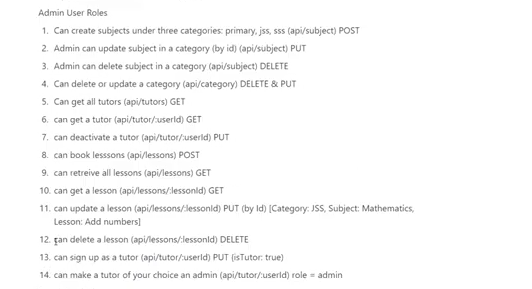 Admin User Roles
1. Can create subjects under three categories: primary, jss, sss (api/subject) POST
2. Admin can update subject in a category (by id) (api/subject) PUT
3. Admin can delete subject in a category (api/subject) DELETE
4. Can delete or update a category (api/category) DELETE & PUT
5. Can get all tutors (api/tutors) GET
6. can get a tutor (api/tutor/:userId) GET
7. can deactivate a tutor (api/tutor/:userId) PUT
8. can book lesssons (api/lessons) POST
9. can retreive all lessons (api/lessons) GET
10. can get a lesson (api/lessons/:lessonId) GET
11. can update a lesson (api/lessons/:lessonId) PUT (by Id) [Category: JSS, Subject: Mathematics,
Lesson: Add numbers]
12. can delete a lesson (api/lessons/:lessonId) DELETE
13. can sign up as a tutor (api/tutor/:userId) PUT {isTutor: true}
14. can make a tutor of your choice an admin (api/tutor/:userId) role = admin